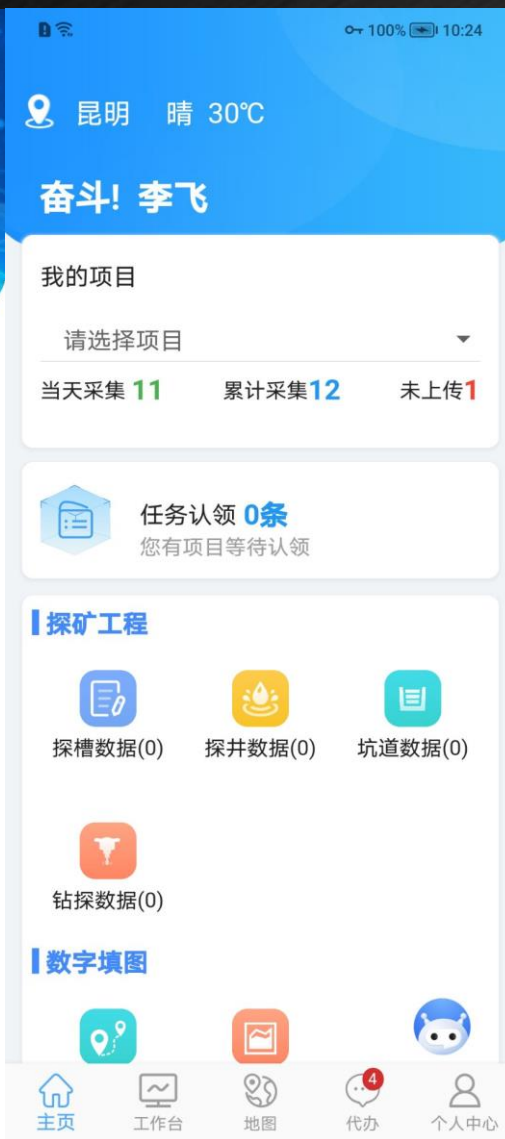 100% 10:24
昆明 晴 30℃
奋斗! 李飞
我的项目
请选择项目
当天采集 11 累计采集12 未上传1
任务认领 0条
您有项目等待认领
探矿工程
探槽数据(0) 探井数据(0) 坑道数据(0)
钻探数据(0)
数字填图
4
主页 工作台 地图 代办 个人中心